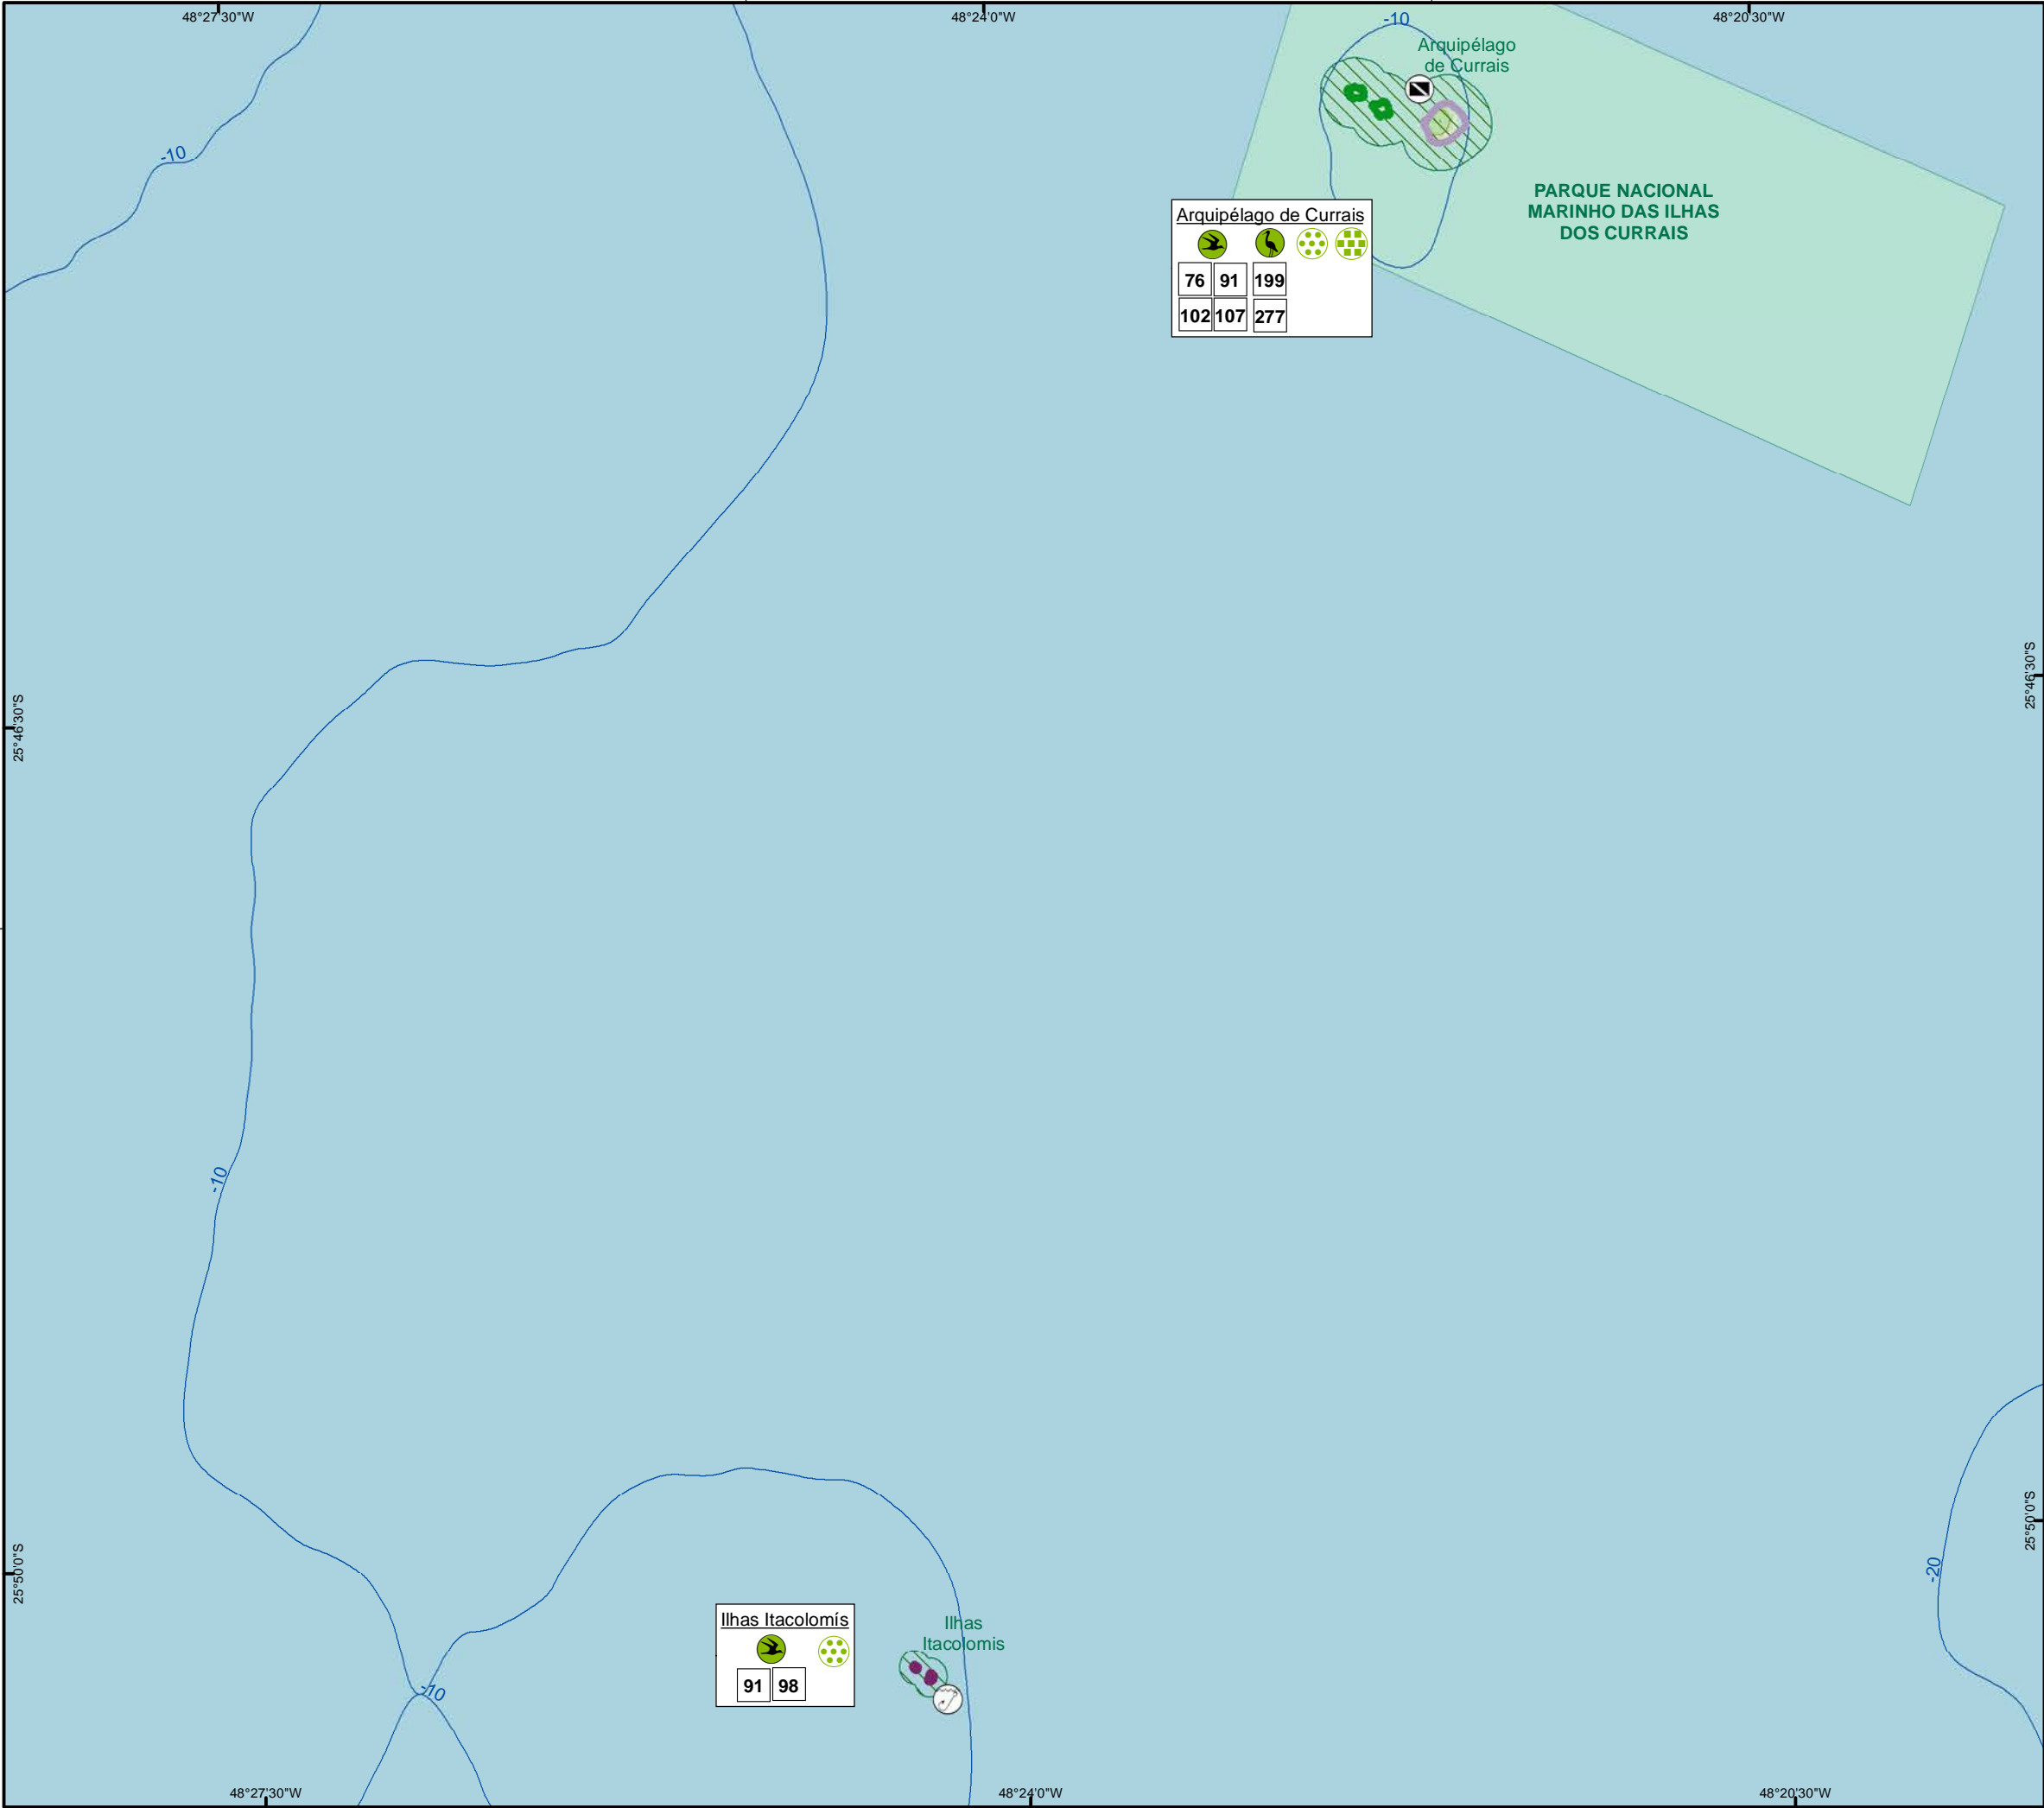 48°27'30"W
48°24'0"W
48°20'30"W
-10
Arquipélago
de Currais
-10
PARQUE NACIONAL
MARINHO DAS ILHAS
DOS CURRAIS
Arquipélago de Currais
76 91 199
102 107 277
25°46'30"S
25°46'30"S
-10
25°50'0"S
25°50'0"S
-20
Ilhas Itacolomís
91 98
Ilhas
Itacolomis
-10
48°27'30"W
48°24'0"W
48°20'30"W